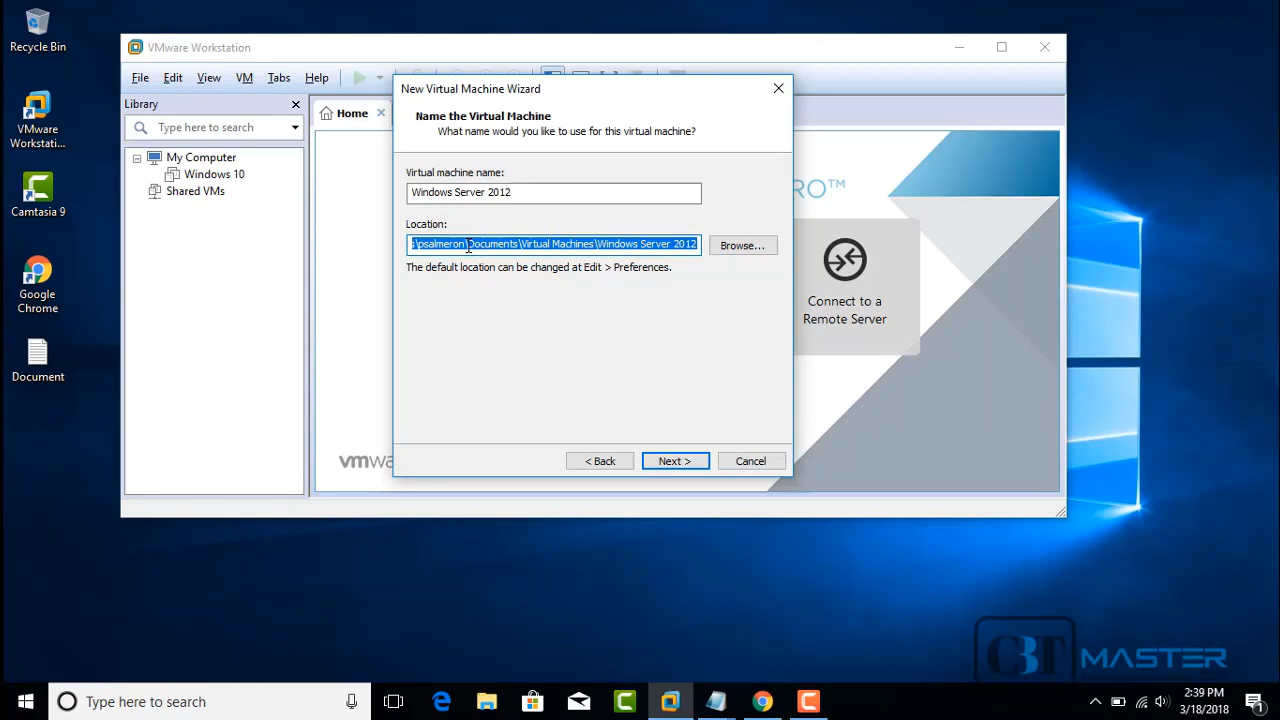 Recycle Bin
VMware Workstati...
Camtasia 9
Google Chrome
Document
VMware Workstation
File Edit View VM Tabs Help
Library
Type here to search
My Computer
Windows 10
Shared VMs
Home
New Virtual Machine Wizard
Name the Virtual Machine
What name would you like to use for this virtual machine?
Virtual machine name:
Windows Server 2012
Location:
:\psalmeron\Documents\Virtual Machines\Windows Server 2012
Browse...
The default location can be changed at Edit > Preferences.
< Back Next > Cancel
RO™
Connect to a
Remote Server
vmwa
CBT MASTER
Type here to search
2:39 PM
3/18/2018
1